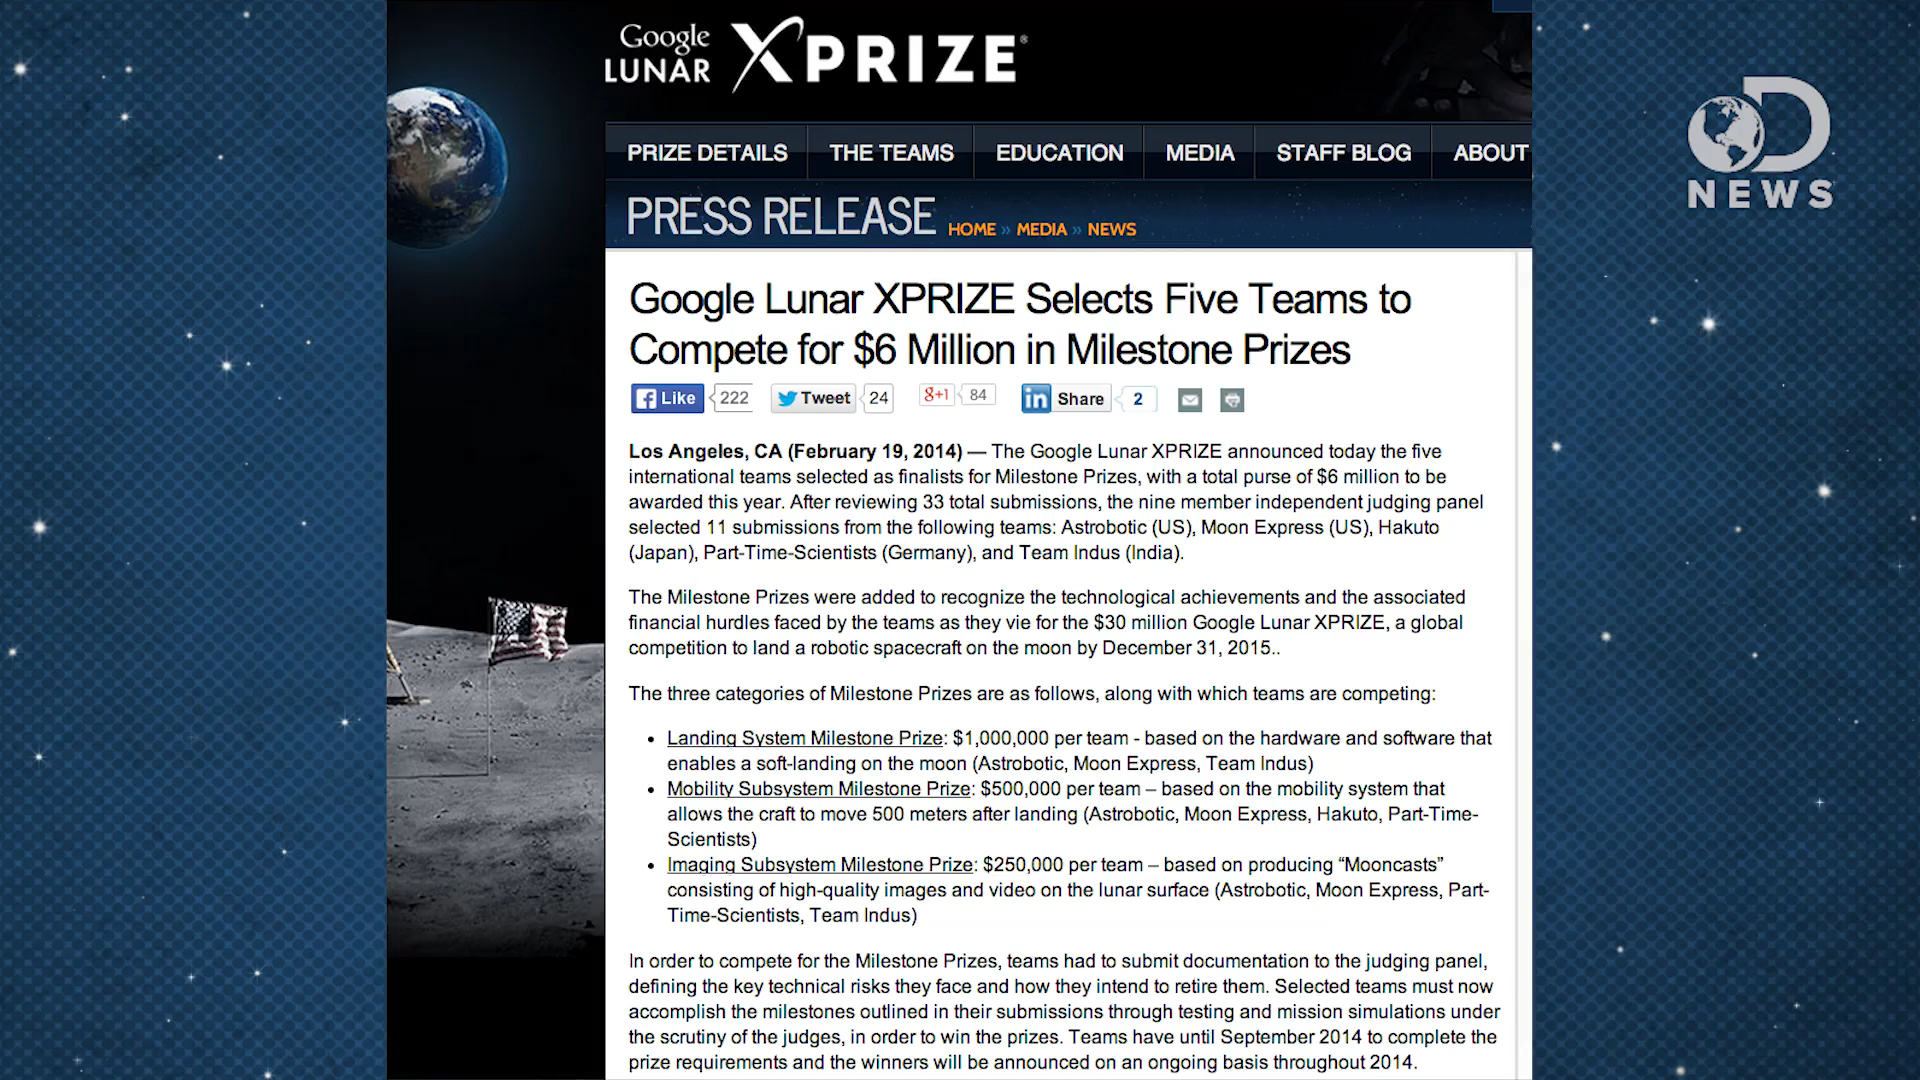 Google
LUNAR XPRIZE®
D
NEWS
PRIZE DETAILS THE TEAMS EDUCATION MEDIA STAFF BLOG ABOUT
PRESS RELEASE HOME » MEDIA » NEWS
Google Lunar XPRIZE Selects Five Teams to
Compete for $6 Million in Milestone Prizes
f Like 222 Tweet 24 g+1 84 in Share 2
Los Angeles, CA (February 19, 2014) — The Google Lunar XPRIZE announced today the five
international teams selected as finalists for Milestone Prizes, with a total purse of $6 million to be
awarded this year. After reviewing 33 total submissions, the nine member independent judging panel
selected 11 submissions from the following teams: Astrobotic (US), Moon Express (US), Hakuto
(Japan), Part-Time-Scientists (Germany), and Team Indus (India).
The Milestone Prizes were added to recognize the technological achievements and the associated
financial hurdles faced by the teams as they vie for the $30 million Google Lunar XPRIZE, a global
competition to land a robotic spacecraft on the moon by December 31, 2015..
The three categories of Milestone Prizes are as follows, along with which teams are competing:
• Landing System Milestone Prize: $1,000,000 per team - based on the hardware and software that
enables a soft-landing on the moon (Astrobotic, Moon Express, Team Indus)
• Mobility Subsystem Milestone Prize: $500,000 per team – based on the mobility system that
allows the craft to move 500 meters after landing (Astrobotic, Moon Express, Hakuto, Part-Time-
Scientists)
• Imaging Subsystem Milestone Prize: $250,000 per team – based on producing “Mooncasts”
consisting of high-quality images and video on the lunar surface (Astrobotic, Moon Express, Part-
Time-Scientists, Team Indus)
In order to compete for the Milestone Prizes, teams had to submit documentation to the judging panel,
defining the key technical risks they face and how they intend to retire them. Selected teams must now
accomplish the milestones outlined in their submissions through testing and mission simulations under
the scrutiny of the judges, in order to win the prizes. Teams have until September 2014 to complete the
prize requirements and the winners will be announced on an ongoing basis throughout 2014.